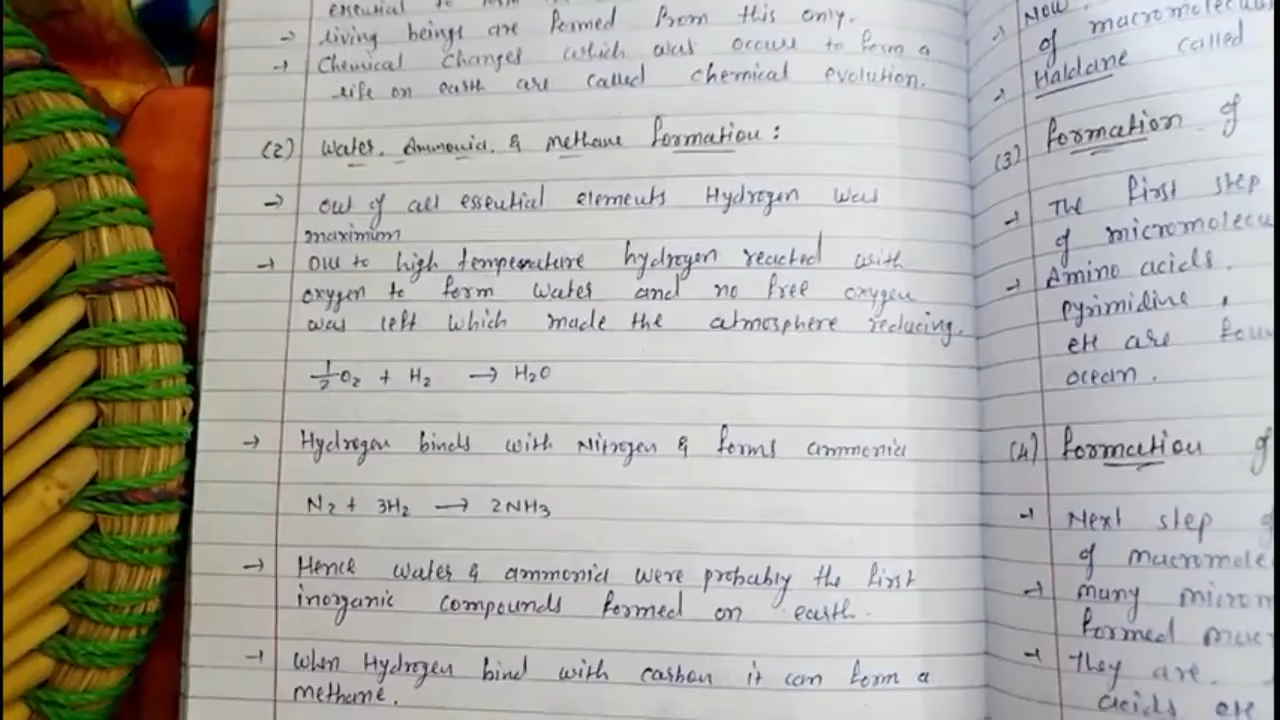 essential to form
→ living beings are formed from this only.
→ Chemical changes which was occurs to form a
life on earth are called chemical evolution.
(2) Water, Ammonia, & methane formation :
→ out of all essential elements Hydrogen was
maximum
→ Due to high temperature hydrogen reacted with
oxygen to form water and no free oxygen
was left which made the atmosphere reducing.
1/2 O2 + H2 → H2O
→ Hydrogen binds with Nitrogen & forms ammonia
N2 + 3H2 → 2NH3
→ Hence water & ammonia were probably the first
inorganic compounds formed on earth.
→ When Hydrogen bind with carbon it can form a
methane.
→ Now
of macromolecu
→ Haldane called
(3) formation of
→ The first step
of micromolecu
→ Amino acids.
pyrimidine,
etc are
ocean.
(4) formation of
→ Next step
of macromole
→ many microm
formed mac
→ They are
acids etc